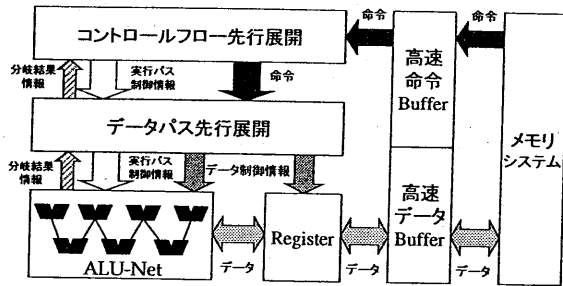 コントロールフロー先行展開
命令
命令
高速
命令
Buffer
分岐結果
情報
実行パス
制御情報
命令
データパス先行展開
メモリ
システム
分岐結果
情報
実行パス
制御情報
データ制御情報
高速
データ
Buffer
Register
ALU-Net
データ
データ
データ